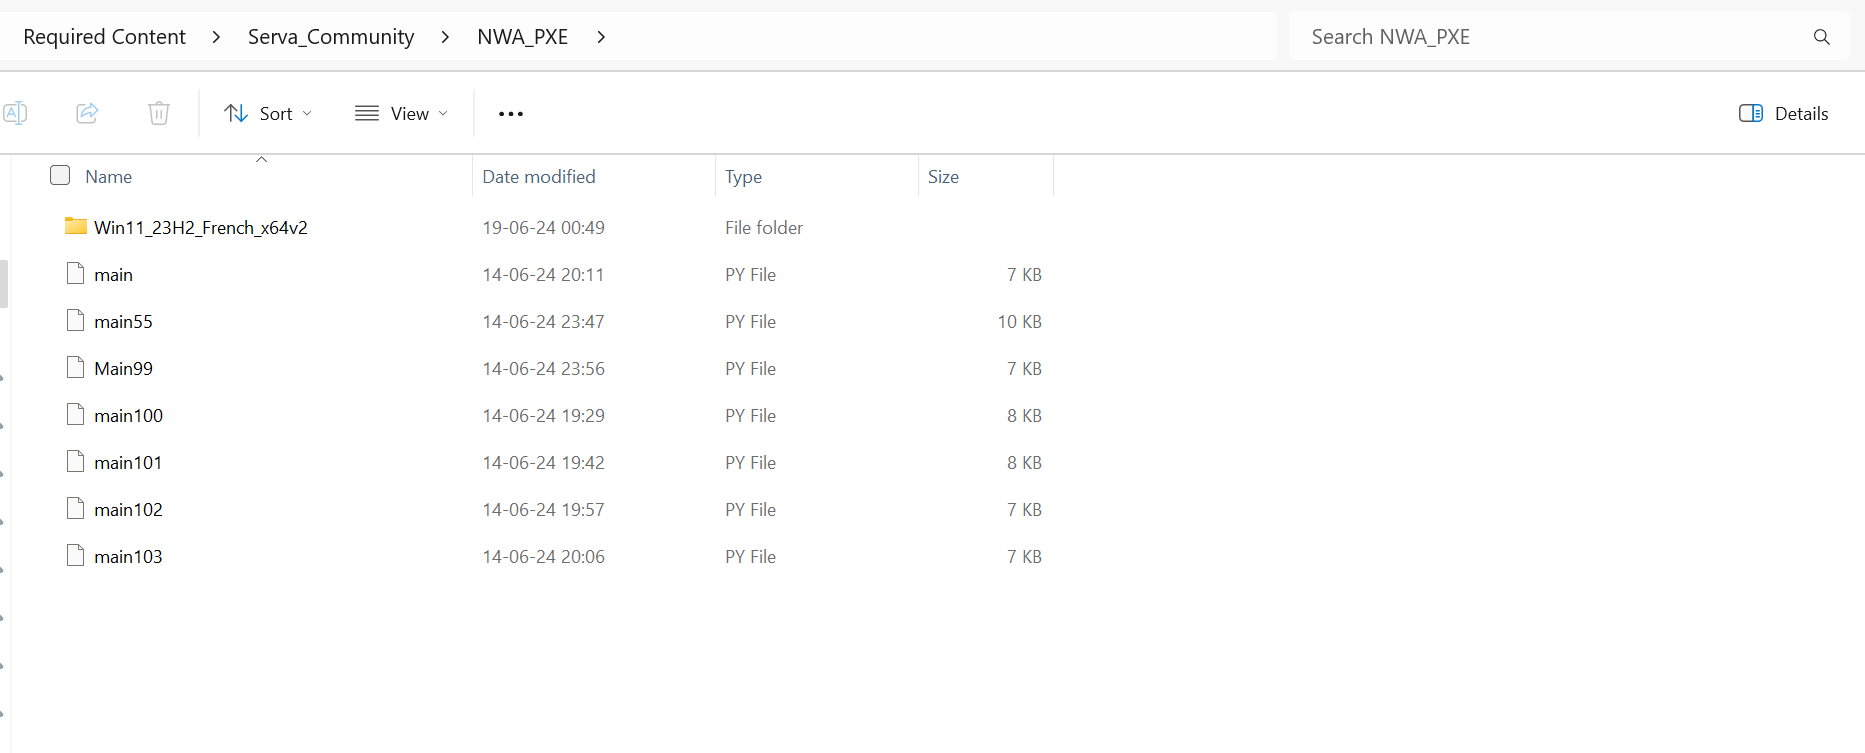 Required Content > Serva_Community > NWA_PXE > Search NWA_PXE
Sort View ... Details
Name Date modified Type Size
Win11_23H2_French_x64v2 19-06-24 00:49 File folder
main 14-06-24 20:11 PY File 7 KB
main55 14-06-24 23:47 PY File 10 KB
Main99 14-06-24 23:56 PY File 7 KB
main100 14-06-24 19:29 PY File 8 KB
main101 14-06-24 19:42 PY File 8 KB
main102 14-06-24 19:57 PY File 7 KB
main103 14-06-24 20:06 PY File 7 KB